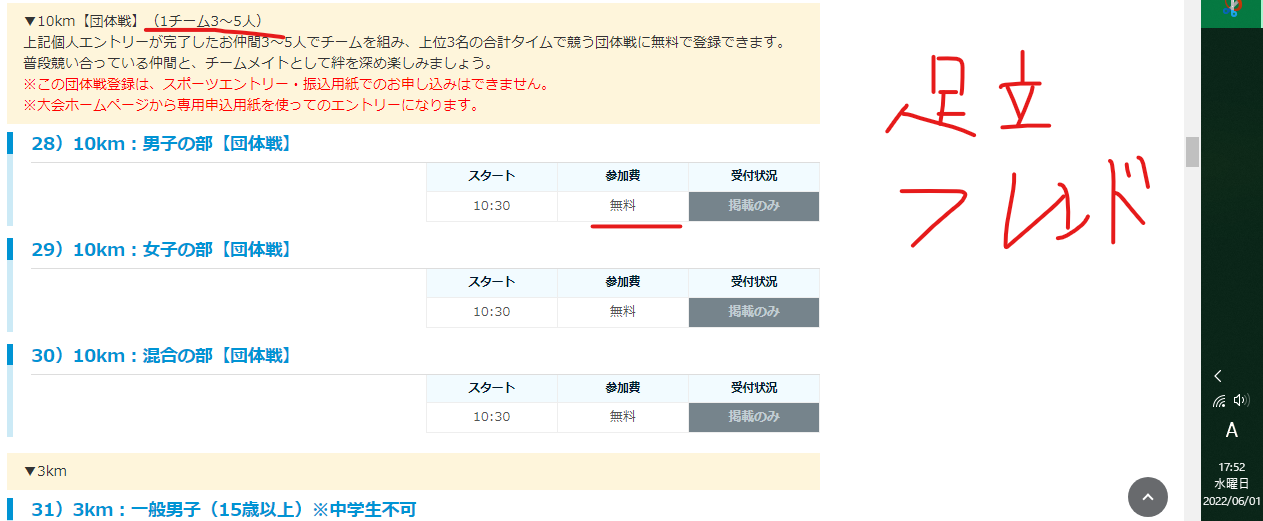 ▼10km【団体戦】（1チーム3～5人）
上記個人エントリーが完了したお仲間3～5人でチームを組み、上位3名の合計タイムで競う団体戦に無料で登録できます。
普段競い合っている仲間と、チームメイトとして絆を深め楽しみましょう。
※この団体戦登録は、スポーツエントリー・振込用紙でのお申し込みはできません。
※大会ホームページから専用申込用紙を使ってのエントリーになります。
28）10km：男子の部【団体戦】
スタート 参加費 受付状況
10:30 無料 掲載のみ
29）10km：女子の部【団体戦】
スタート 参加費 受付状況
10:30 無料 掲載のみ
30）10km：混合の部【団体戦】
スタート 参加費 受付状況
10:30 無料 掲載のみ
▼3km
31）3km：一般男子（15歳以上）※中学生不可
足立
フレンド
A
17:52
水曜日
2022/06/01